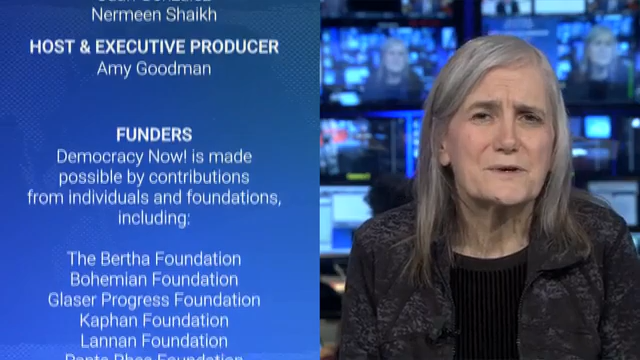 Nermeen Shaikh
HOST & EXECUTIVE PRODUCER
Amy Goodman
FUNDERS
Democracy Now! is made
possible by contributions
from individuals and foundations,
including:
The Bertha Foundation
Bohemian Foundation
Glaser Progress Foundation
Kaphan Foundation
Lannan Foundation